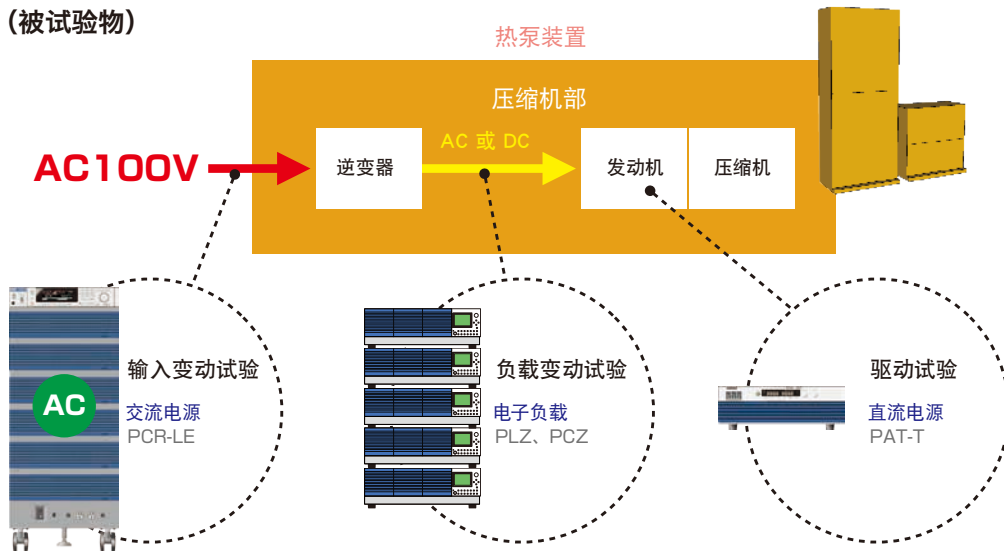 (被试验物)
热泵装置
压缩机部
AC100V
逆变器
AC 或 DC
发动机
压缩机
输入变动试验
交流电源
PCR-LE
AC
负载变动试验
电子负载
PLZ、PCZ
驱动试验
直流电源
PAT-T